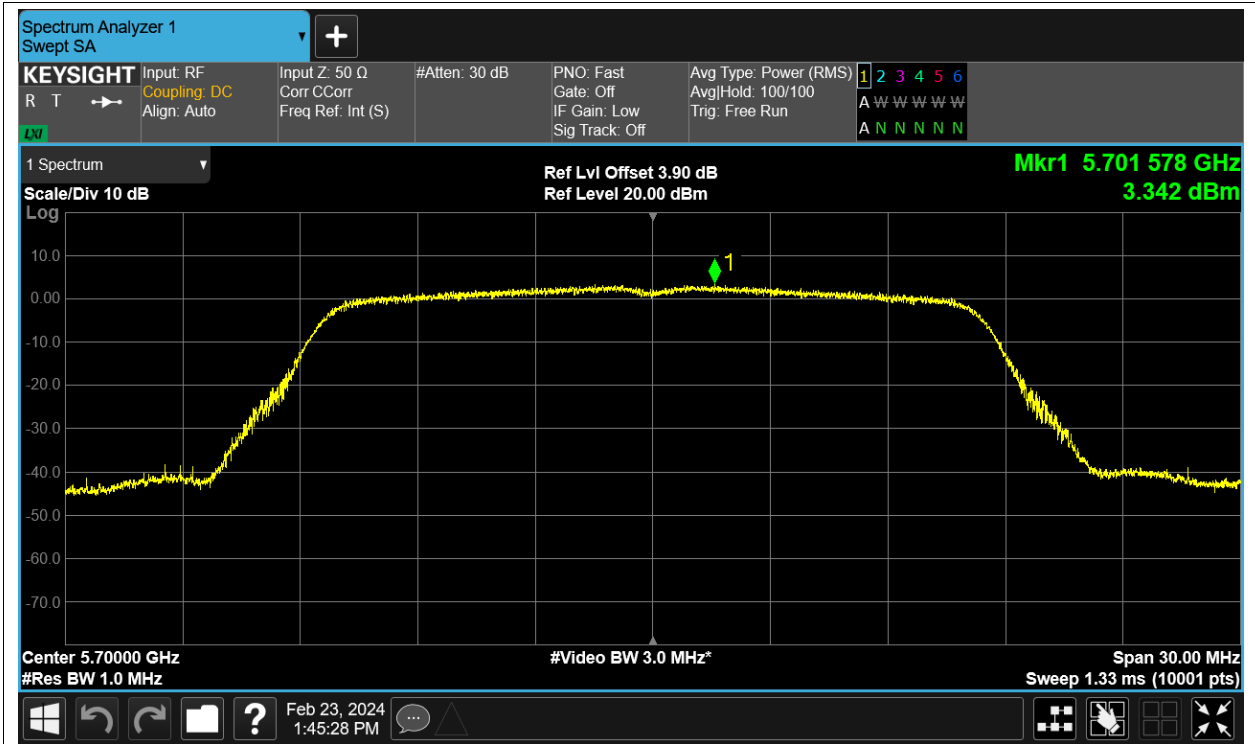 Spectrum Analyzer 1
Swept SA
KEYSIGHT
R T
LXI
Input: RF
Coupling: DC
Align: Auto
Input Z: 50 Ω
Corr CCorr
Freq Ref: Int (S)
#Atten: 30 dB
PNO: Fast
Gate: Off
IF Gain: Low
Sig Track: Off
Avg Type: Power (RMS)
Avg|Hold: 100/100
Trig: Free Run
1 2 3 4 5 6
A W W W W W
A N N N N N
1 Spectrum
Scale/Div 10 dB
Log
Ref Lvl Offset 3.90 dB
Ref Level 20.00 dBm
Mkr1 5.701 578 GHz
3.342 dBm
1
10.0
0.00
-10.0
-20.0
-30.0
-40.0
-50.0
-60.0
-70.0
Center 5.70000 GHz
#Res BW 1.0 MHz
#Video BW 3.0 MHz*
Span 30.00 MHz
Sweep 1.33 ms (10001 pts)
?
Feb 23, 2024
1:45:28 PM